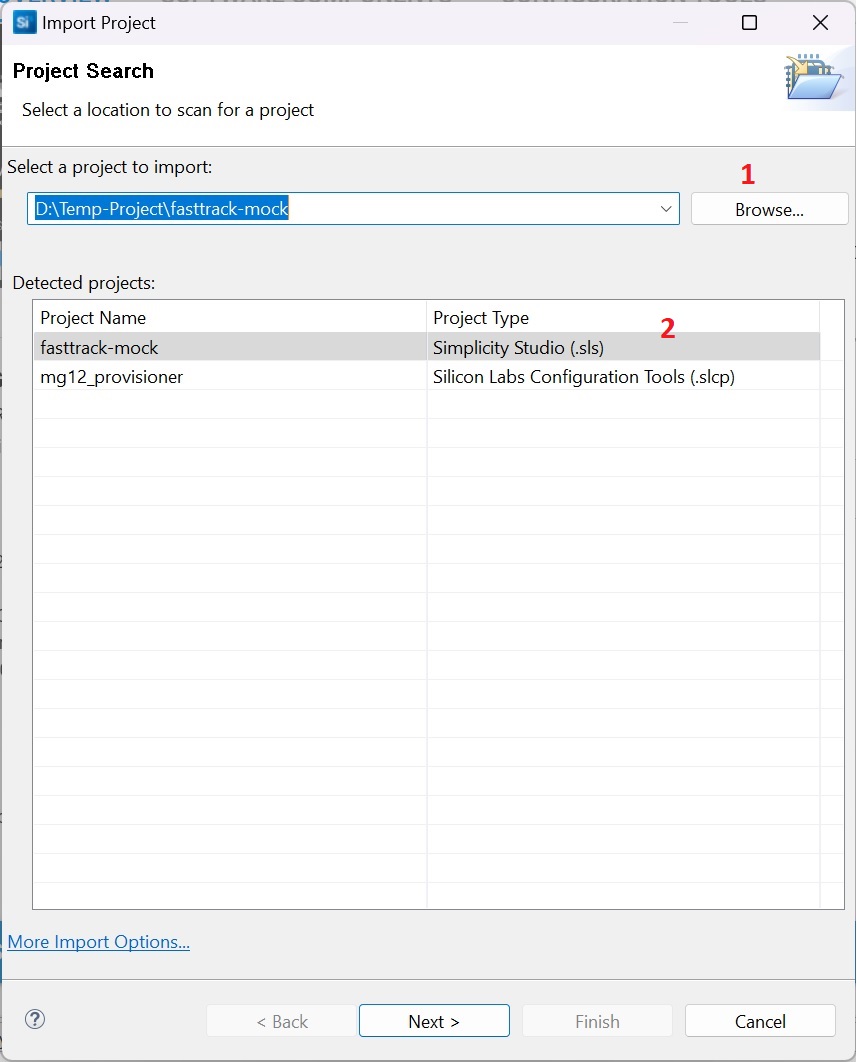 Si Import Project
Project Search
Select a location to scan for a project
Select a project to import:
1
D:\Temp-Project\fasttrack-mock
Browse...
Detected projects:
Project Name Project Type
2
fasttrack-mock Simplicity Studio (.sls)
mg12_provisioner Silicon Labs Configuration Tools (.slcp)
More Import Options...
? < Back Next > Finish Cancel